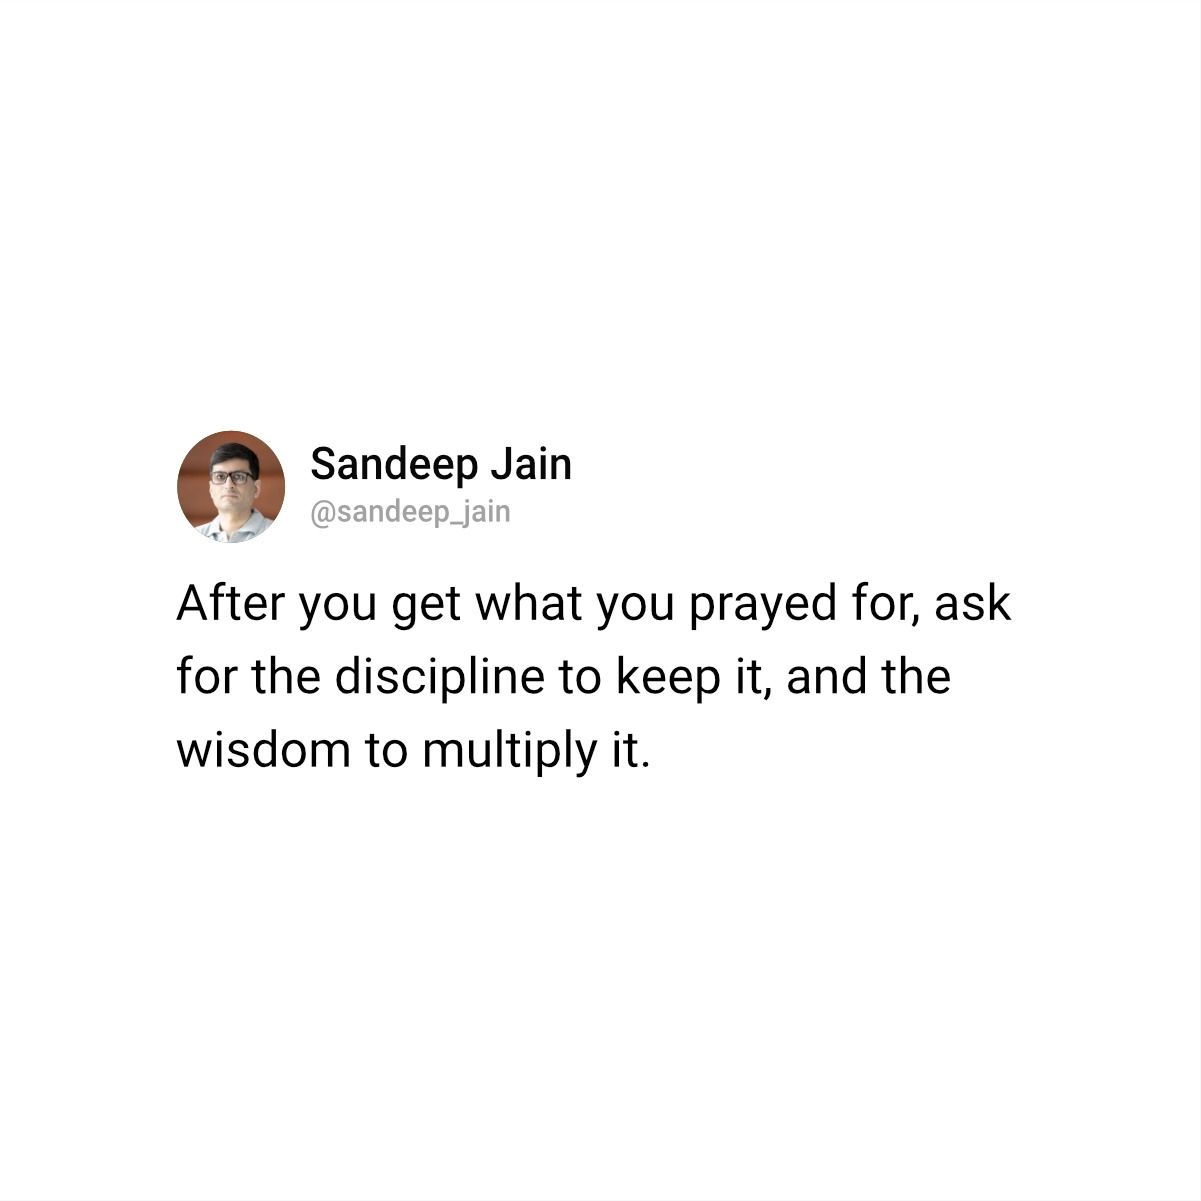 Sandeep Jain
@sandeep_jain
After you get what you prayed for, ask
for the discipline to keep it, and the
wisdom to multiply it.